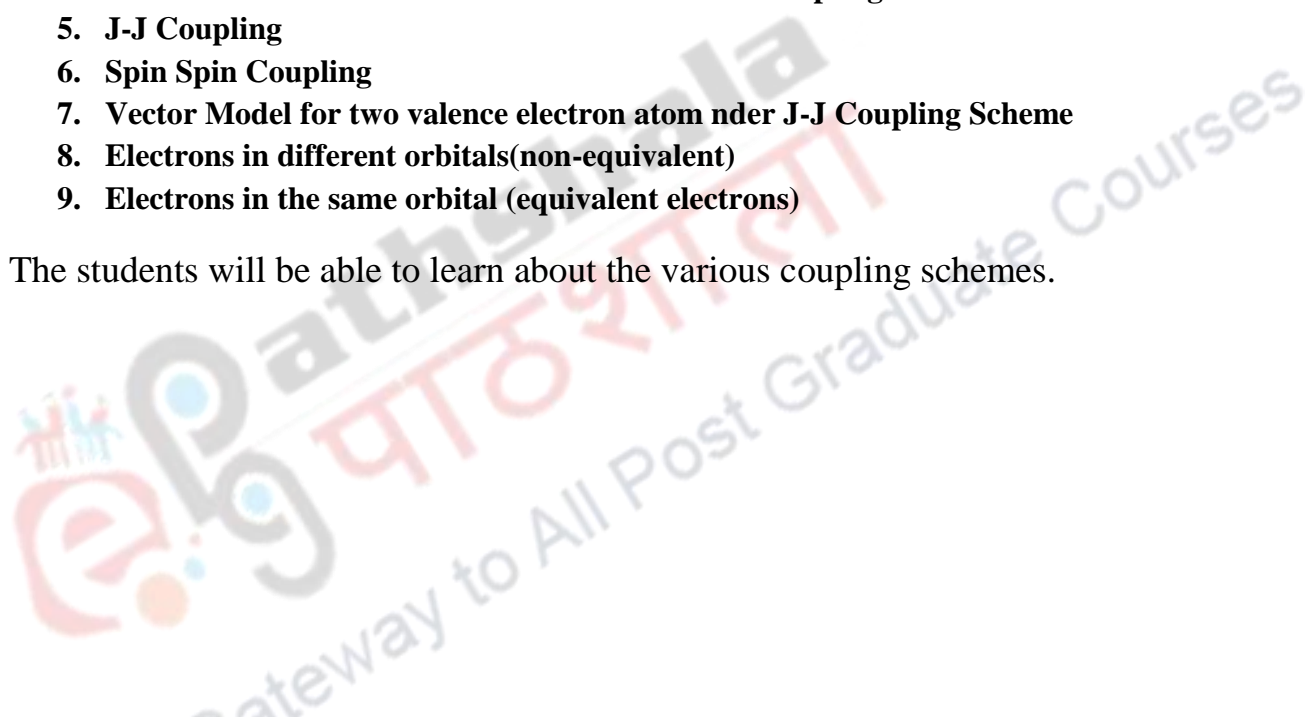 5. J-J Coupling
6. Spin Spin Coupling
7. Vector Model for two valence electron atom nder J-J Coupling Scheme
8. Electrons in different orbitals(non-equivalent)
9. Electrons in the same orbital (equivalent electrons)
The students will be able to learn about the various coupling schemes.
Pathshala
पाठशाला
Gateway to All Post Graduate Courses